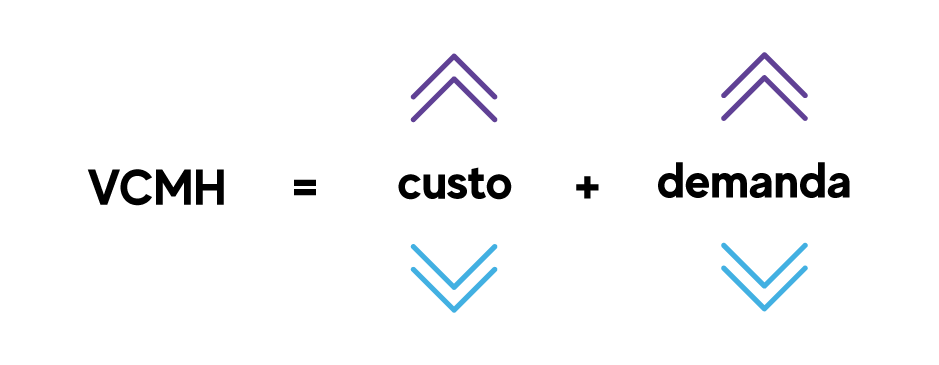 VCMH = custo + demanda